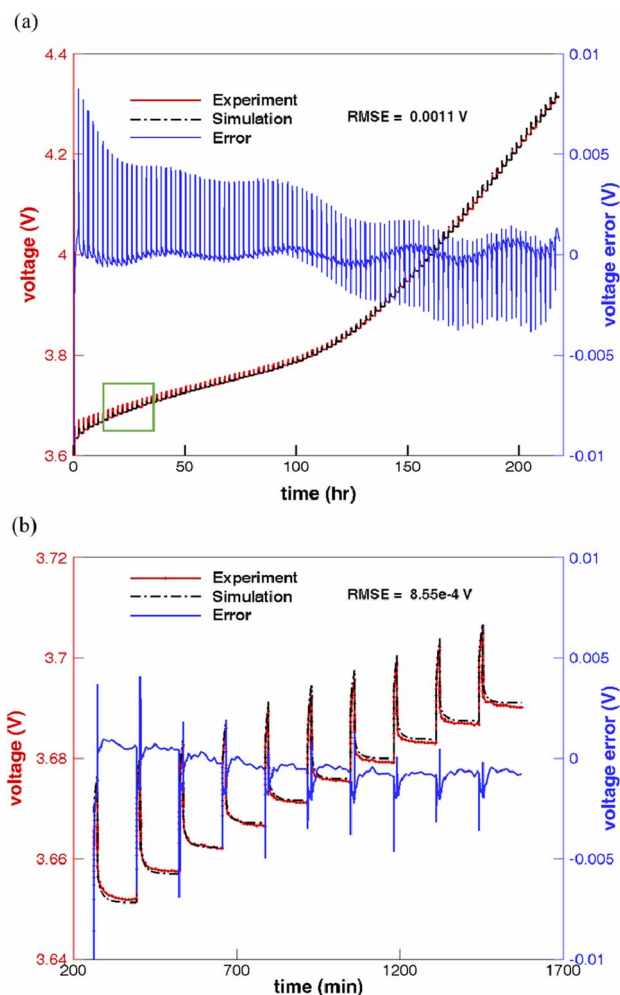 (a)
4.4
0.01
Experiment
Simulation
Error
RMSE = 0.0011 V
4.2
0.005
voltage (V)
4
0
voltage error (V)
3.8
-0.005
3.6
-0.01
0
50
100
150
200
time (hr)
(b)
3.72
0.01
Experiment
Simulation
Error
RMSE = 8.55e-4 V
3.7
0.005
voltage (V)
3.68
0
voltage error (V)
3.66
-0.005
3.64
-0.01
200
700
1200
1700
time (min)